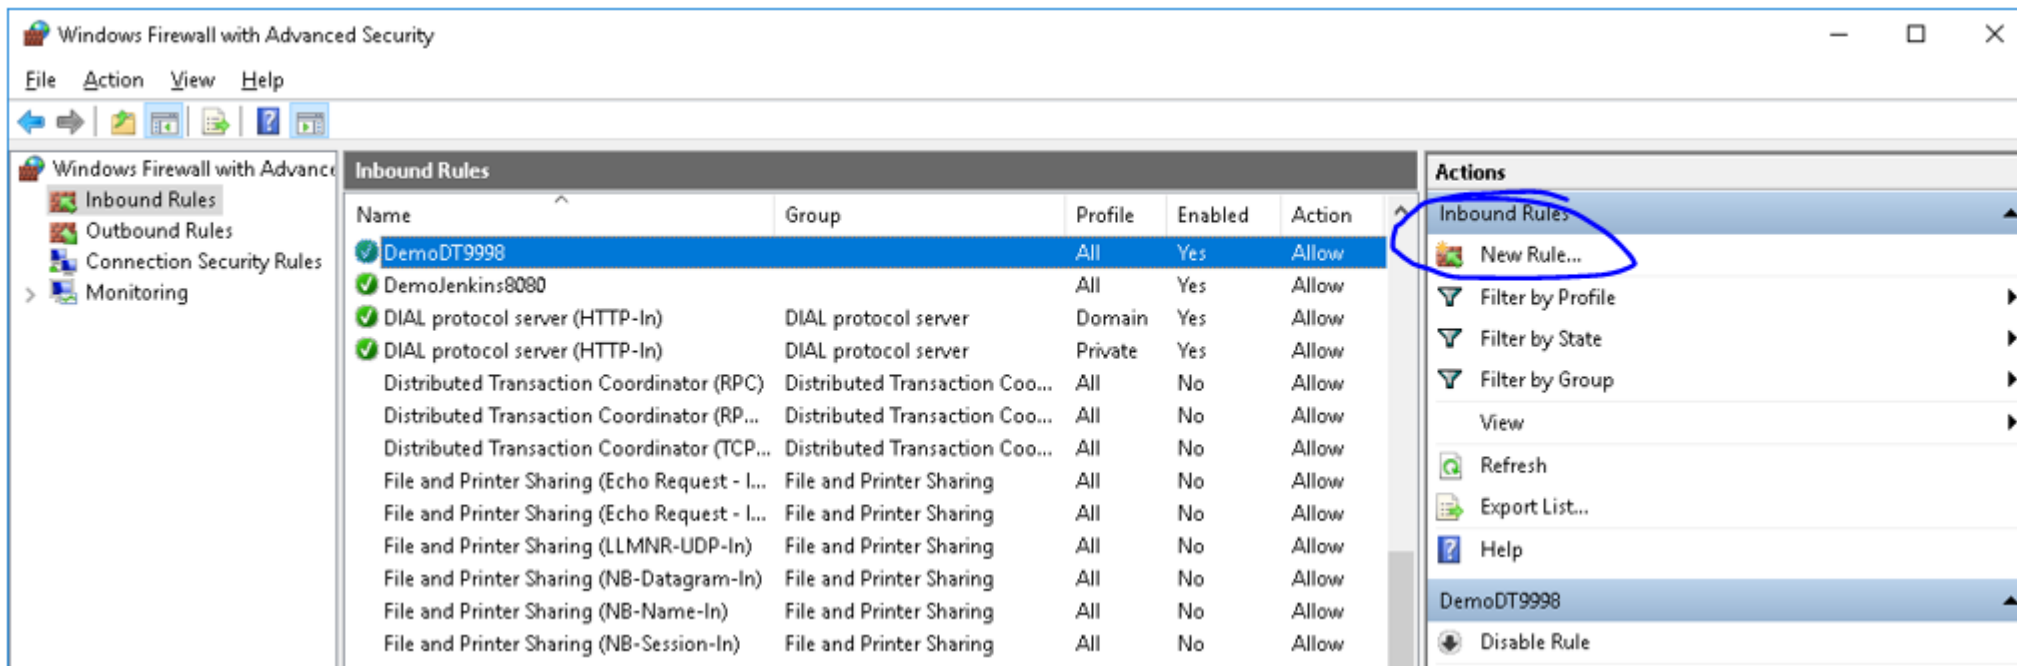 Windows Firewall with Advanced Security
File Action View Help
Windows Firewall with Advance
Inbound Rules
Outbound Rules
Connection Security Rules
Monitoring
Inbound Rules
Name Group Profile Enabled Action
DemoDT9998 All Yes Allow
DemoJenkins8080 All Yes Allow
DIAL protocol server (HTTP-In) DIAL protocol server Domain Yes Allow
DIAL protocol server (HTTP-In) DIAL protocol server Private Yes Allow
Distributed Transaction Coordinator (RPC) Distributed Transaction Coo... All No Allow
Distributed Transaction Coordinator (RP... Distributed Transaction Coo... All No Allow
Distributed Transaction Coordinator (TCP... Distributed Transaction Coo... All No Allow
File and Printer Sharing (Echo Request - I... File and Printer Sharing All No Allow
File and Printer Sharing (Echo Request - I... File and Printer Sharing All No Allow
File and Printer Sharing (LLMNR-UDP-In) File and Printer Sharing All No Allow
File and Printer Sharing (NB-Datagram-In) File and Printer Sharing All No Allow
File and Printer Sharing (NB-Name-In) File and Printer Sharing All No Allow
File and Printer Sharing (NB-Session-In) File and Printer Sharing All No Allow
Actions
Inbound Rules
New Rule...
Filter by Profile
Filter by State
Filter by Group
View
Refresh
Export List...
Help
DemoDT9998
Disable Rule